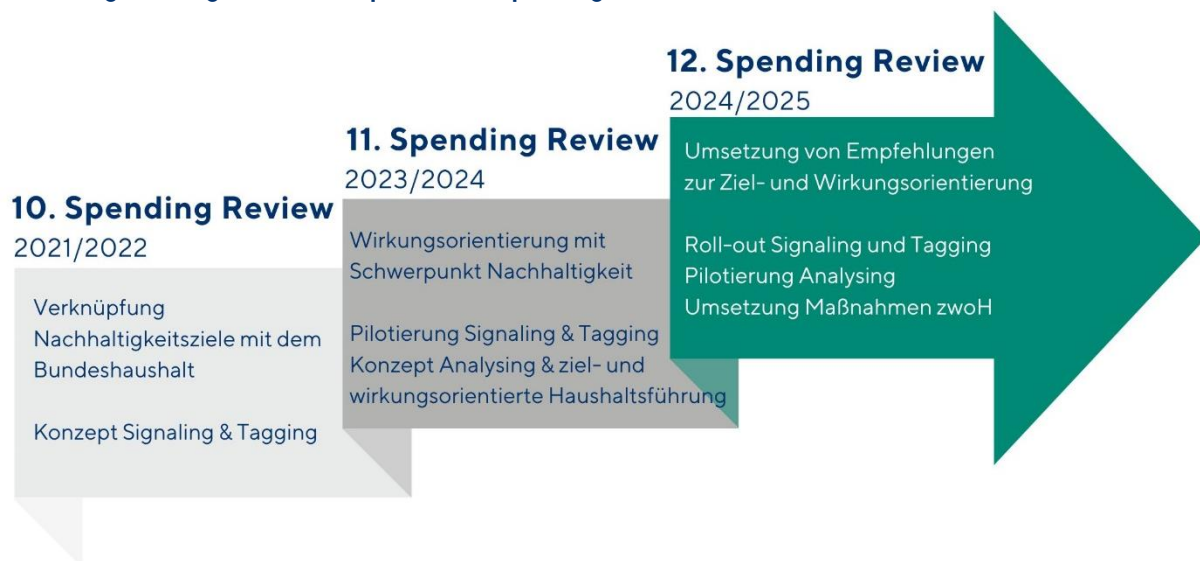 10. Spending Review
2021/2022
Verknüpfung
Nachhaltigkeitsziele mit dem
Bundeshaushalt
Konzept Signaling & Tagging
11. Spending Review
2023/2024
Wirkungsorientierung mit
Schwerpunkt Nachhaltigkeit
Pilotierung Signaling & Tagging
Konzept Analysing & ziel- und
wirkungsorientierte Haushaltsführung
12. Spending Review
2024/2025
Umsetzung von Empfehlungen
zur Ziel- und Wirkungsorientierung
Roll-out Signaling und Tagging
Pilotierung Analysing
Umsetzung Maßnahmen zwoH